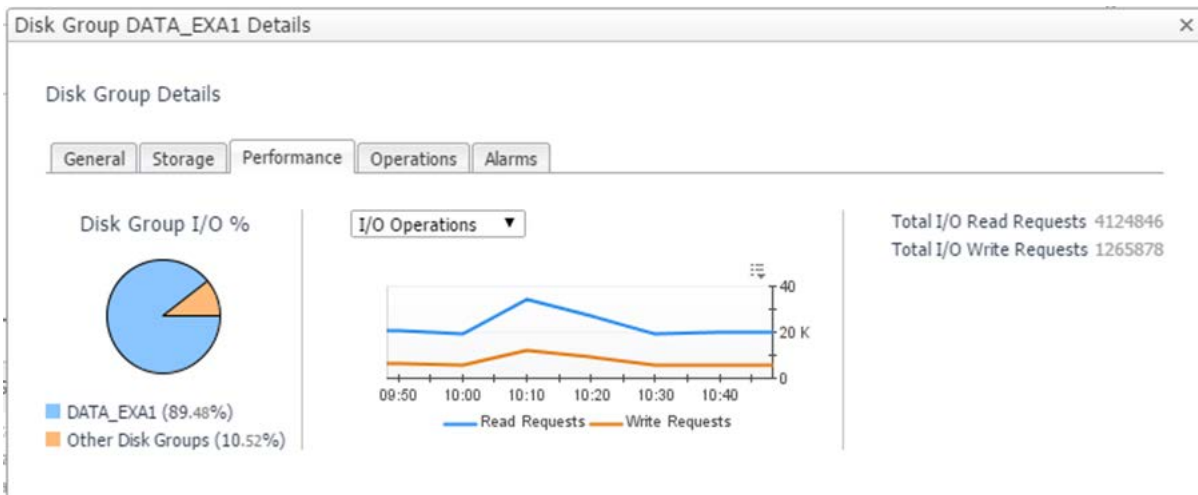 Disk Group DATA_EXA1 Details ×
Disk Group Details
General Storage Performance Operations Alarms
Disk Group I/O %
DATA_EXA1 (89.48%)
Other Disk Groups (10.52%)
I/O Operations ▼
40
20 K
0
09:50 10:00 10:10 10:20 10:30 10:40
Read Requests Write Requests
Total I/O Read Requests 4124846
Total I/O Write Requests 1265878